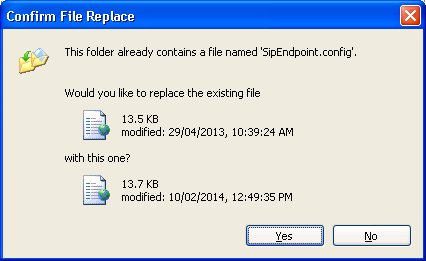 Confirm File Replace
This folder already contains a file named 'SipEndpoint.config'.
Would you like to replace the existing file
13.5 KB
modified: 29/04/2013, 10:39:24 AM
with this one?
13.7 KB
modified: 10/02/2014, 12:49:35 PM
Yes
No